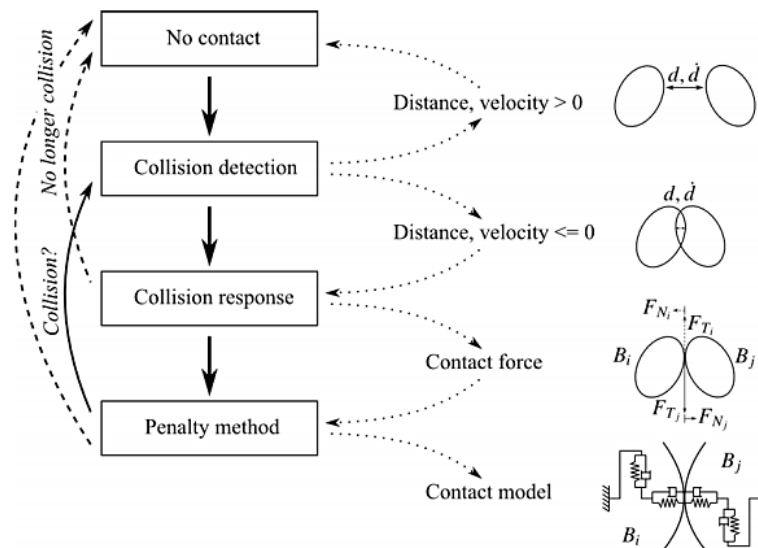 No contact
No longer collision
d, ḋ
Distance, velocity > 0
Collision detection
d, ḋ
Distance, velocity <= 0
Collision?
Collision response
F_{N_i}
F_{T_i}
B_i
B_j
Contact force
F_{T_j}
F_{N_j}
Penalty method
B_j
Contact model
B_i